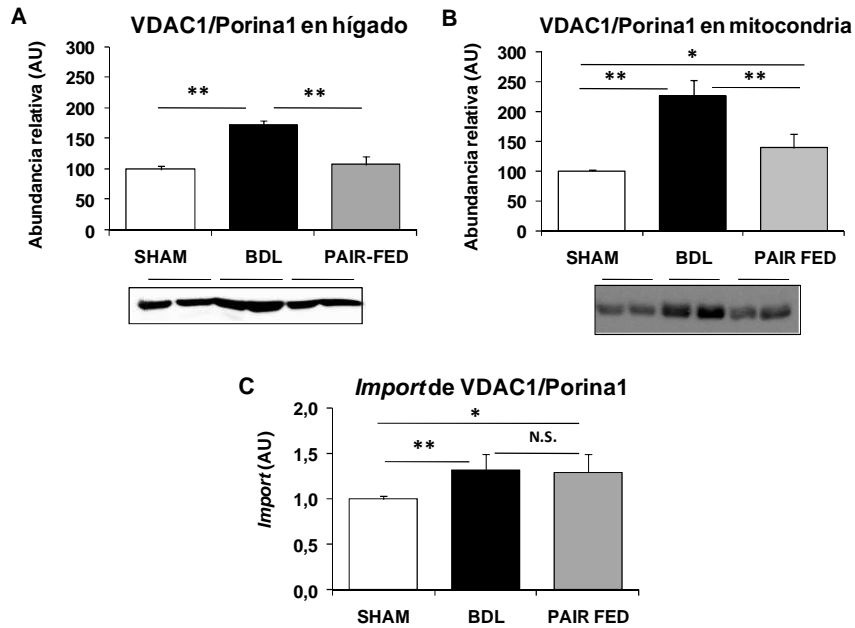 A
VDAC1/Porina1 en hígado
Abundancia relativa (AU)
300
250
200
150
100
50
0
** **
SHAM BDL PAIR-FED
B
VDAC1/Porina1 en mitocondria
Abundancia relativa (AU)
300
250
200
150
100
50
0
*
** **
SHAM BDL PAIR FED
C
Import de VDAC1/Porina1
Import (AU)
2,0
1,5
1,0
0,5
0,0
*
** N.S.
SHAM BDL PAIR FED